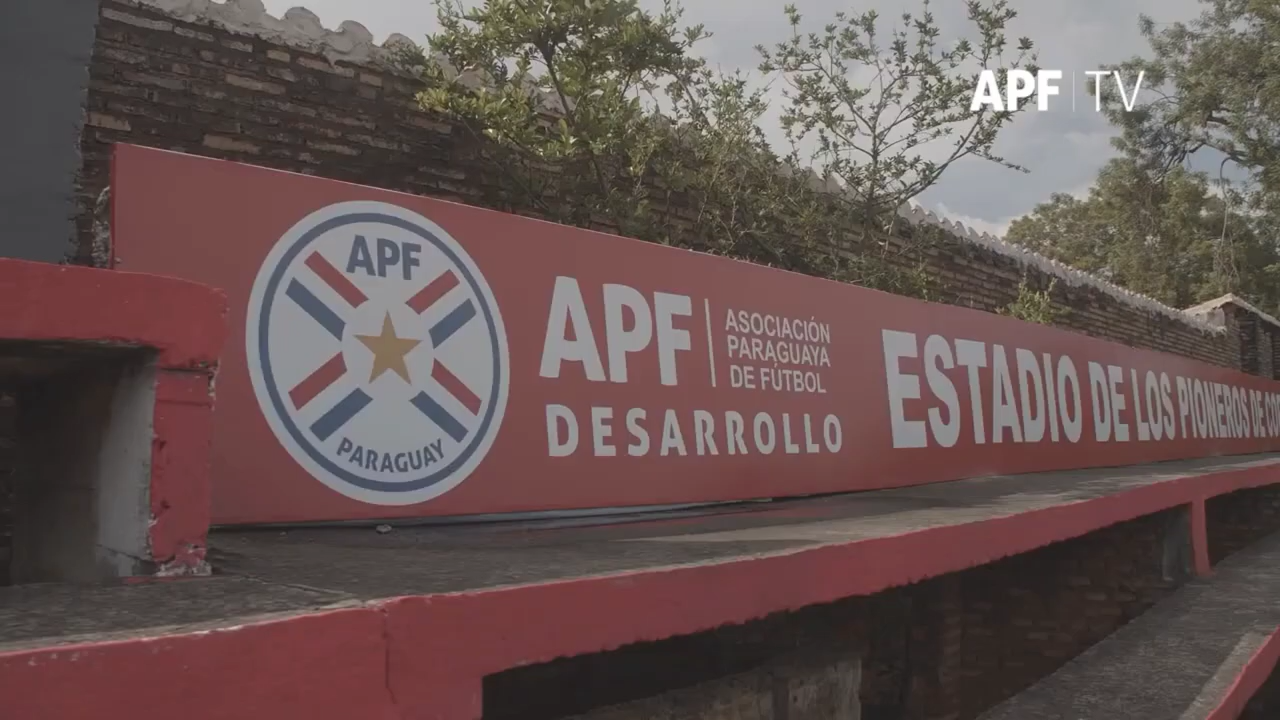 APF TV
APF
PARAGUAY
APF
ASOCIACIÓN
PARAGUAYA
DE FÚTBOL
DESARROLLO
ESTADIO DE LOS PIONEROS DE